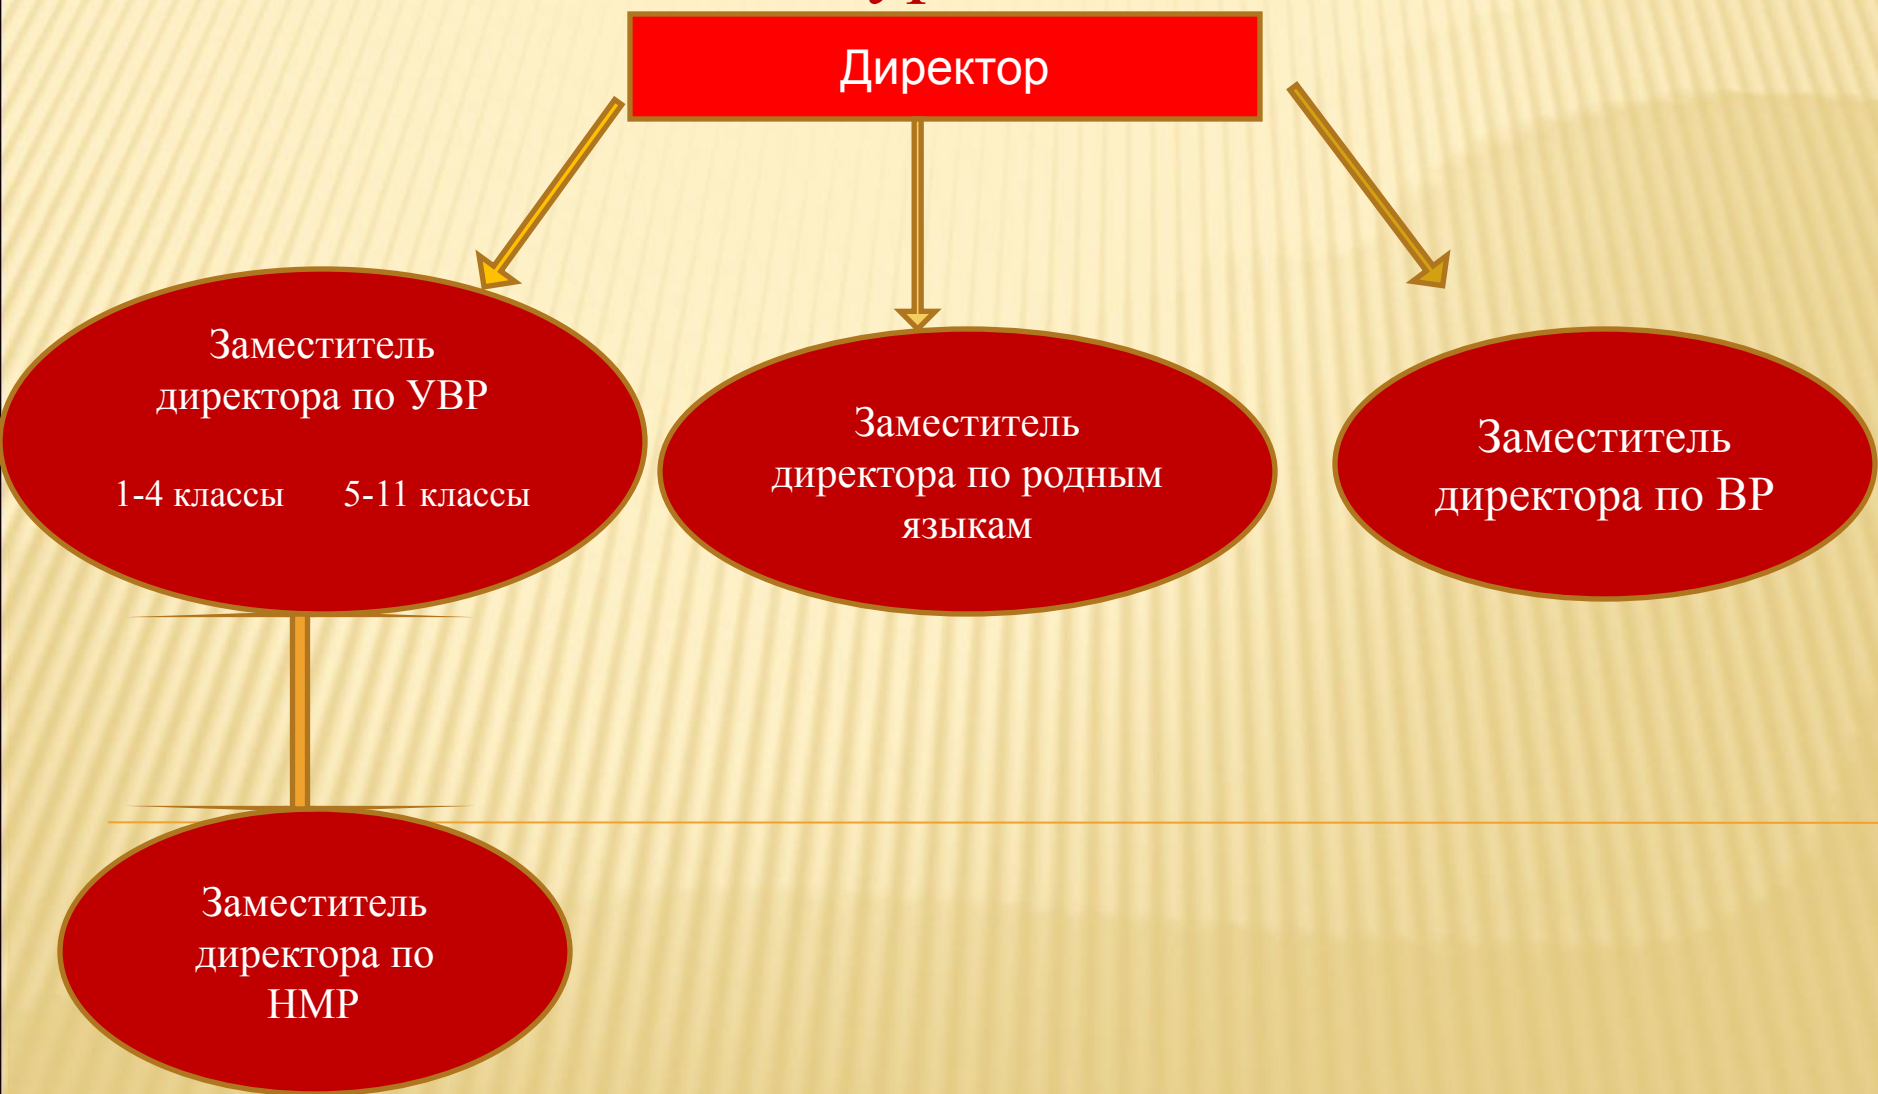 Директор
Заместитель
директора по УВР
1-4 классы 5-11 классы
Заместитель
директора по родным
языкам
Заместитель
директора по ВР
Заместитель
директора по
НМР